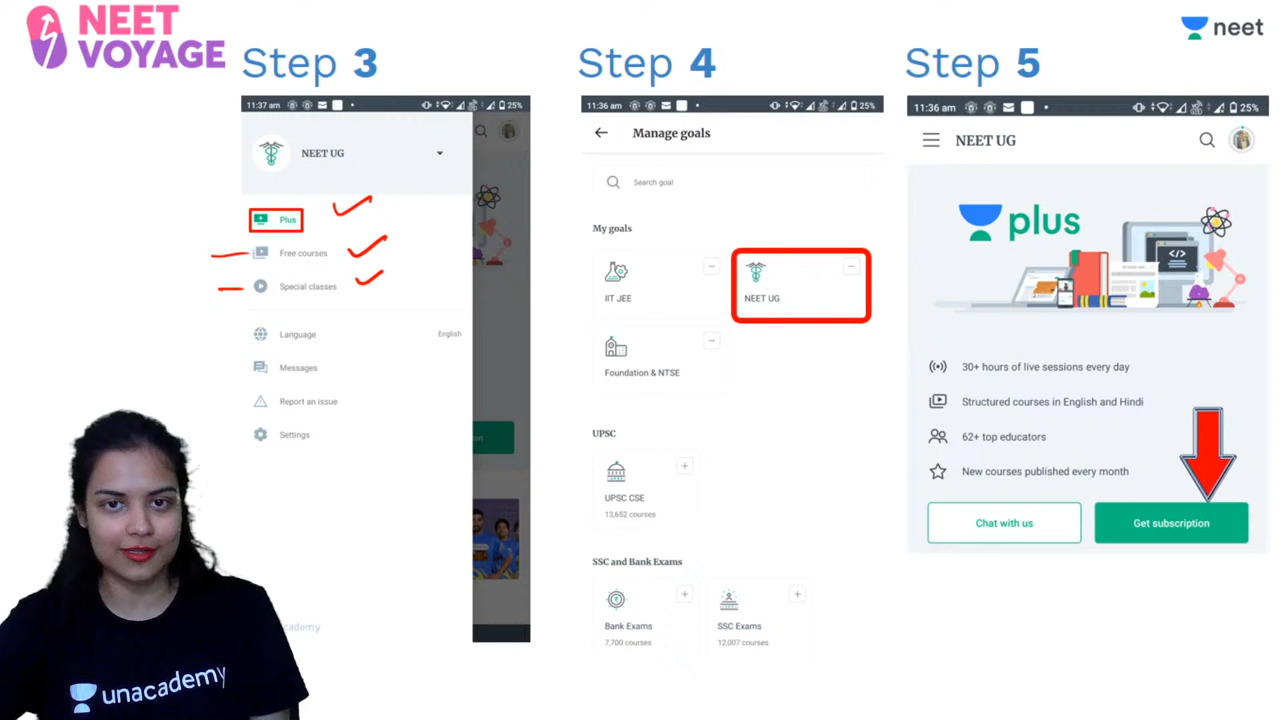 NEET
VOYAGE
neet
Step 3
11:37 am
25%
NEET UG
Plus
Free courses
Special classes
Language English
Messages
Report an issue
Settings
Step 4
11:36 am
25%
Manage goals
Search goal
My goals
IIT JEE
NEET UG
Foundation & NTSE
UPSC
UPSC CSE
13,652 courses
SSC and Bank Exams
Bank Exams
7,700 courses
SSC Exams
12,007 courses
Step 5
11:36 am
25%
NEET UG
plus
30+ hours of live sessions every day
Structured courses in English and Hindi
62+ top educators
New courses published every month
Chat with us
Get subscription
unacademy